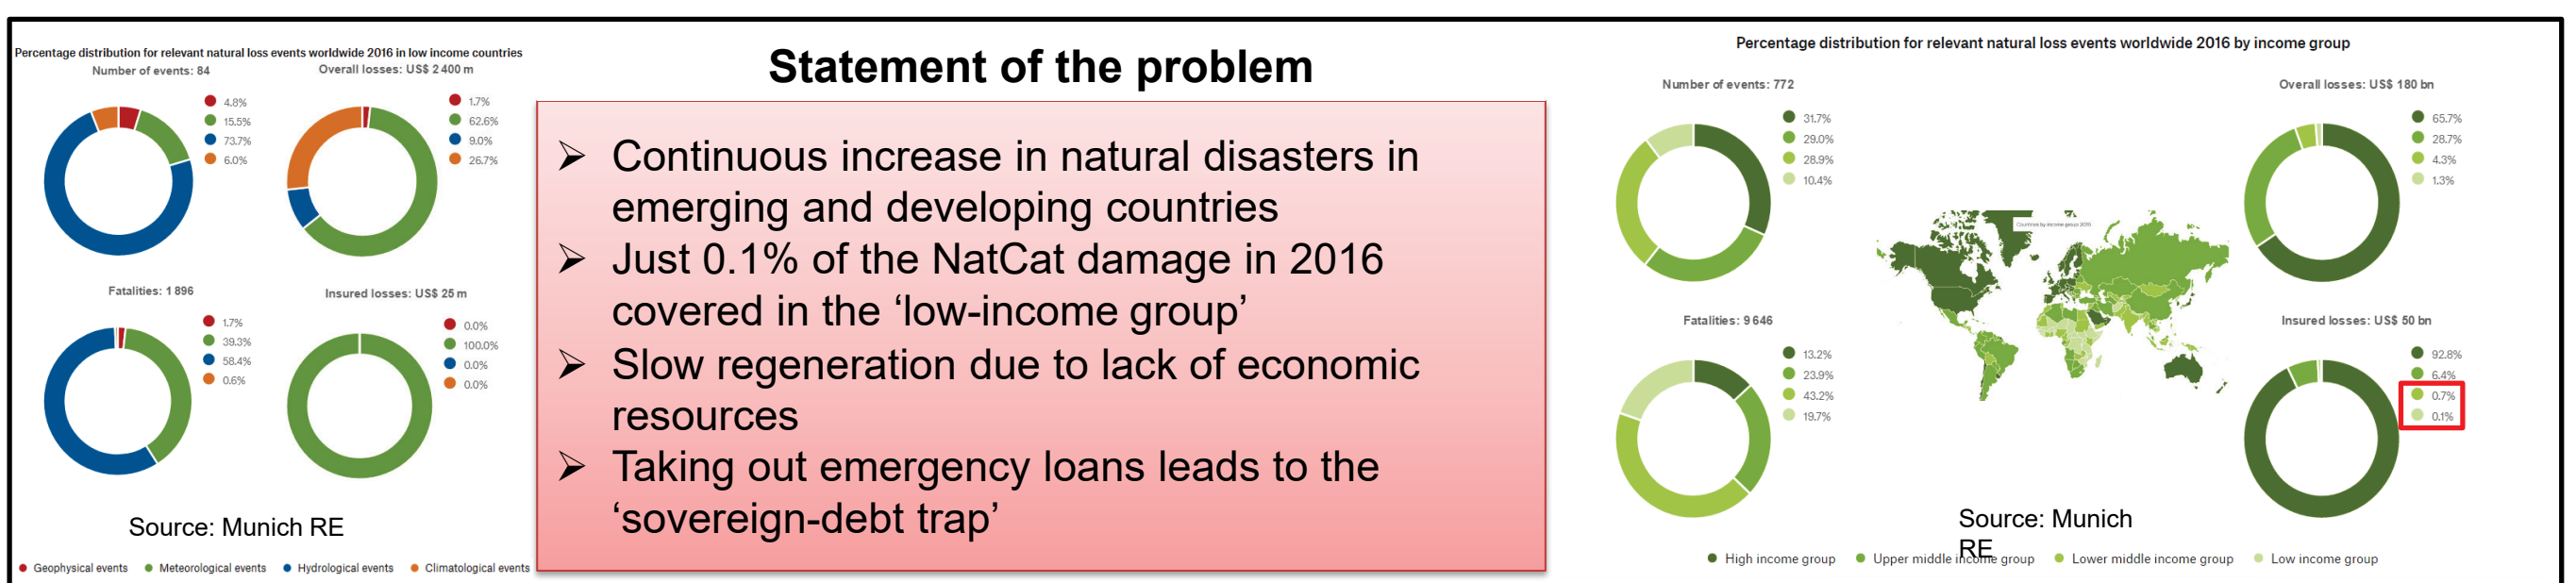 Percentage distribution for relevant natural loss events worldwide 2016 in low income countries
Number of events: 84
4.8%
15.5%
73.7%
6.0%
Overall losses: US$ 2 400 m
1.7%
62.6%
9.0%
26.7%
Fatalities: 1 896
1.7%
39.3%
58.4%
0.6%
Insured losses: US$ 25 m
0.0%
100.0%
0.0%
0.0%
Source: Munich RE
Geophysical events Meteorological events Hydrological events Climatological events
Statement of the problem
➢ Continuous increase in natural disasters in
emerging and developing countries
➢ Just 0.1% of the NatCat damage in 2016
covered in the ‘low-income group’
➢ Slow regeneration due to lack of economic
resources
➢ Taking out emergency loans leads to the
‘sovereign-debt trap’
Percentage distribution for relevant natural loss events worldwide 2016 by income group
Number of events: 772
31.7%
29.0%
28.9%
10.4%
Overall losses: US$ 180 bn
65.7%
28.7%
4.3%
1.3%
Countries by income group 2015
Fatalities: 9 646
13.2%
23.9%
43.2%
19.7%
Insured losses: US$ 50 bn
92.8%
6.4%
0.7%
0.1%
Source: Munich
RE
High income group Upper middle income group Lower middle income group Low income group